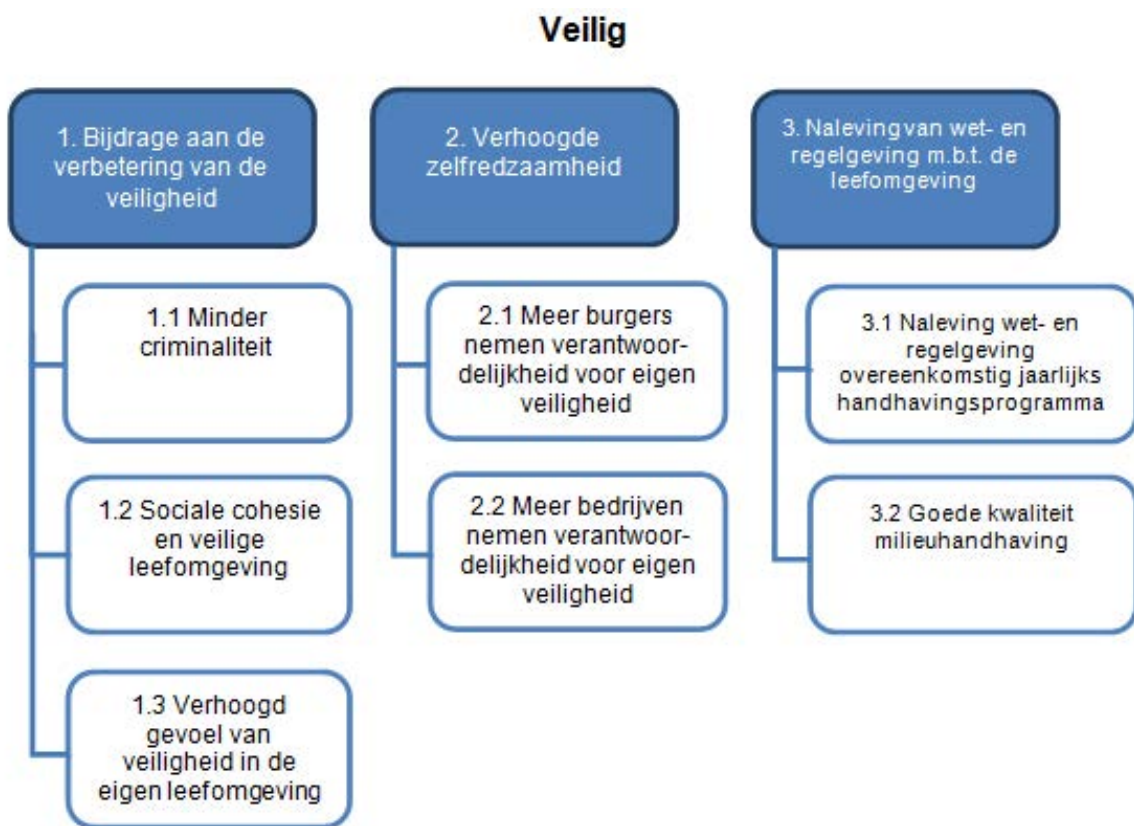 Veilig
1. Bijdrage aan de
verbetering van de
veiligheid
1.1 Minder
criminaliteit
1.2 Sociale cohesie
en veilige
leefomgeving
1.3 Verhoogd
gevoel van
veiligheid in de
eigen leefomgeving
2. Verhoogde
zelfredzaamheid
2.1 Meer burgers
nemen verantwoor-
delijkheid voor eigen
veiligheid
2.2 Meer bedrijven
nemen verantwoor-
delijkheid voor eigen
veiligheid
3. Naleving van wet- en
regelgeving m.b.t. de
leefomgeving
3.1 Naleving wet- en
regelgeving
overeenkomstig jaarlijks
handhavingsprogramma
3.2 Goede kwaliteit
milieuhandhaving